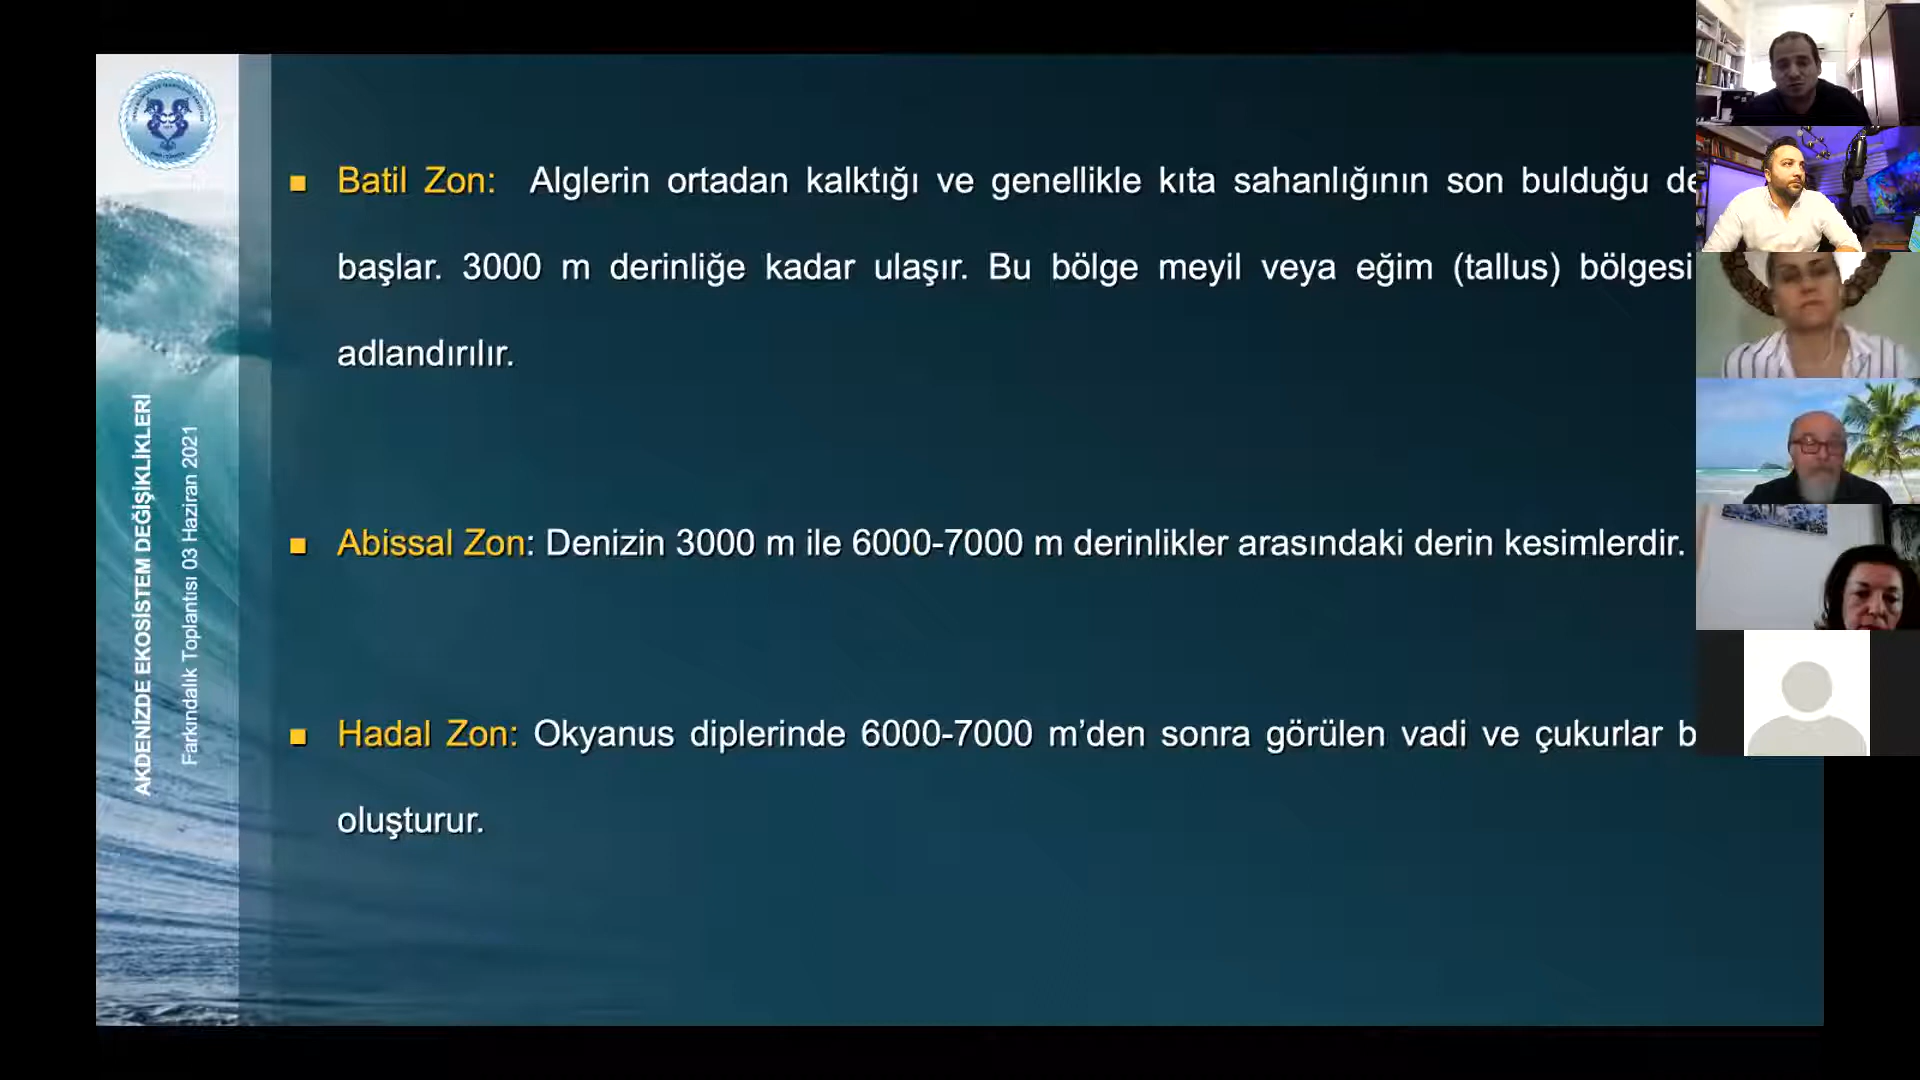 AKDENİZDE EKOSİSTEM DEĞİŞİKLİKLERİ
Farkındalık Toplantısı 03 Haziran 2021
Batil Zon: Alglerin ortadan kalktığı ve genellikle kıta sahanlığının son bulduğu
başlar. 3000 m derinliğe kadar ulaşır. Bu bölge meyil veya eğim (tallus) bölgesi
adlandırılır.
Abissal Zon: Denizin 3000 m ile 6000-7000 m derinlikler arasındaki derin kesimlerdir.
Hadal Zon: Okyanus diplerinde 6000-7000 m’den sonra görülen vadi ve çukurlar
oluşturur.